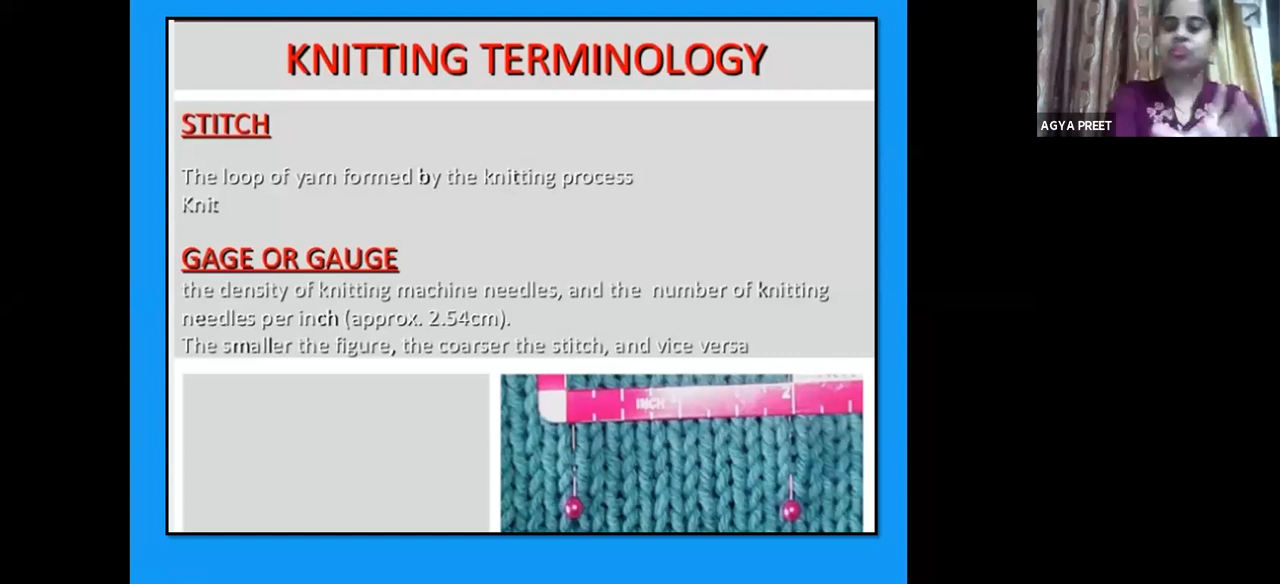 KNITTING TERMINOLOGY
STITCH
The loop of yarn formed by the knitting process
Knit
GAGE OR GAUGE
the density of knitting machine needles, and the number of knitting
needles per inch (approx. 2.54cm).
The smaller the figure, the coarser the stitch, and vice versa
INCH
2
AGYA PREET